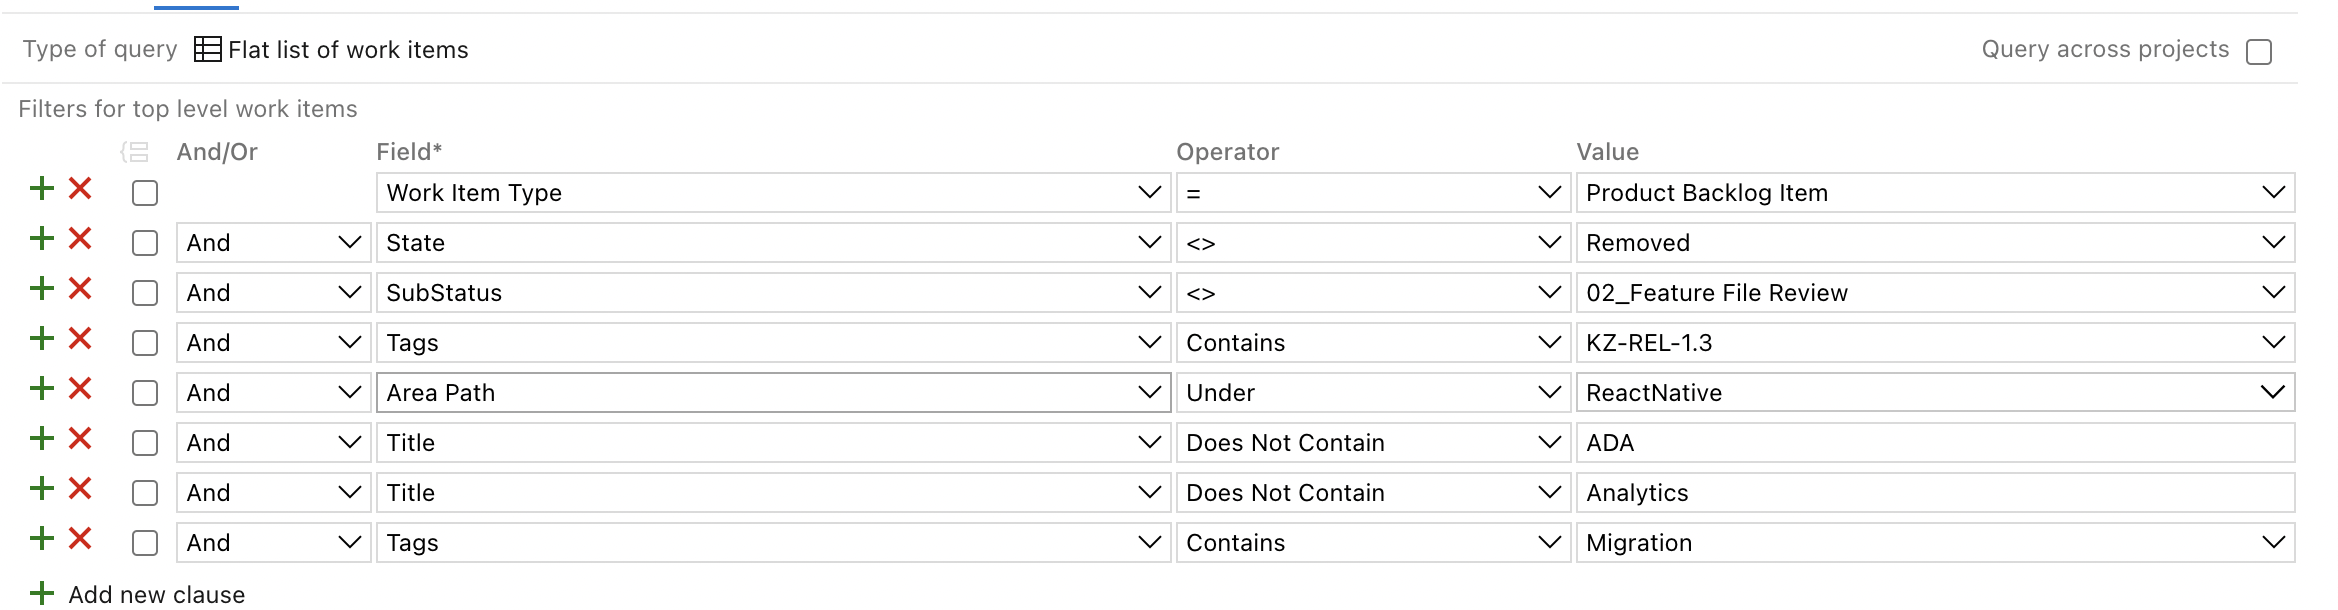 Type of query Flat list of work items Query across projects
Filters for top level work items
And/Or Field* Operator Value
Work Item Type = Product Backlog Item
And State <> Removed
And SubStatus <> 02_Feature File Review
And Tags Contains KZ-REL-1.3
And Area Path Under ReactNative
And Title Does Not Contain ADA
And Title Does Not Contain Analytics
And Tags Contains Migration
Add new clause